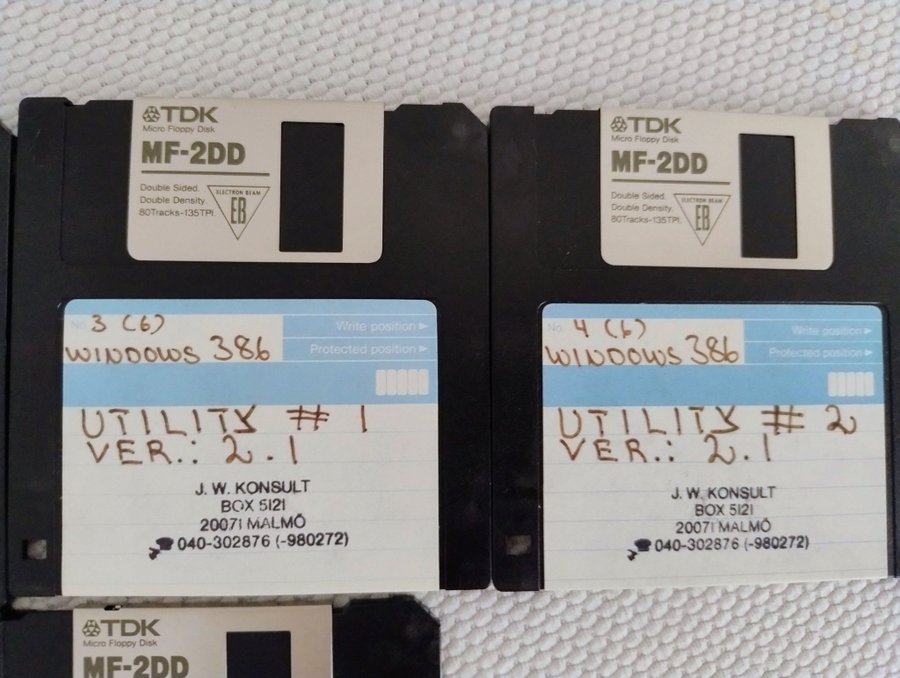 TDK
Micro Floppy Disk
MF-2DD
Double Sided.
Double Density.
80Tracks-135TPI.
ELECTRON BEAM
EB
No. 3 (6)
WINDOWS 386
Write position
Protected position
UTILITY # 1
VER.: 2.1
J. W. KONSULT
BOX 5121
20071 MALMÖ
040-302876 (-980272)
TDK
Micro Floppy Disk
MF-2DD
Double Sided.
Double Density.
80Tracks-135TPI.
ELECTRON BEAM
EB
No. 4 (6)
WINDOWS 386
Write position
Protected position
UTILITY # 2
VER.: 2.1
J. W. KONSULT
BOX 5121
20071 MALMÖ
040-302876 (-980272)
TDK
Micro Floppy Disk
MF-2DD